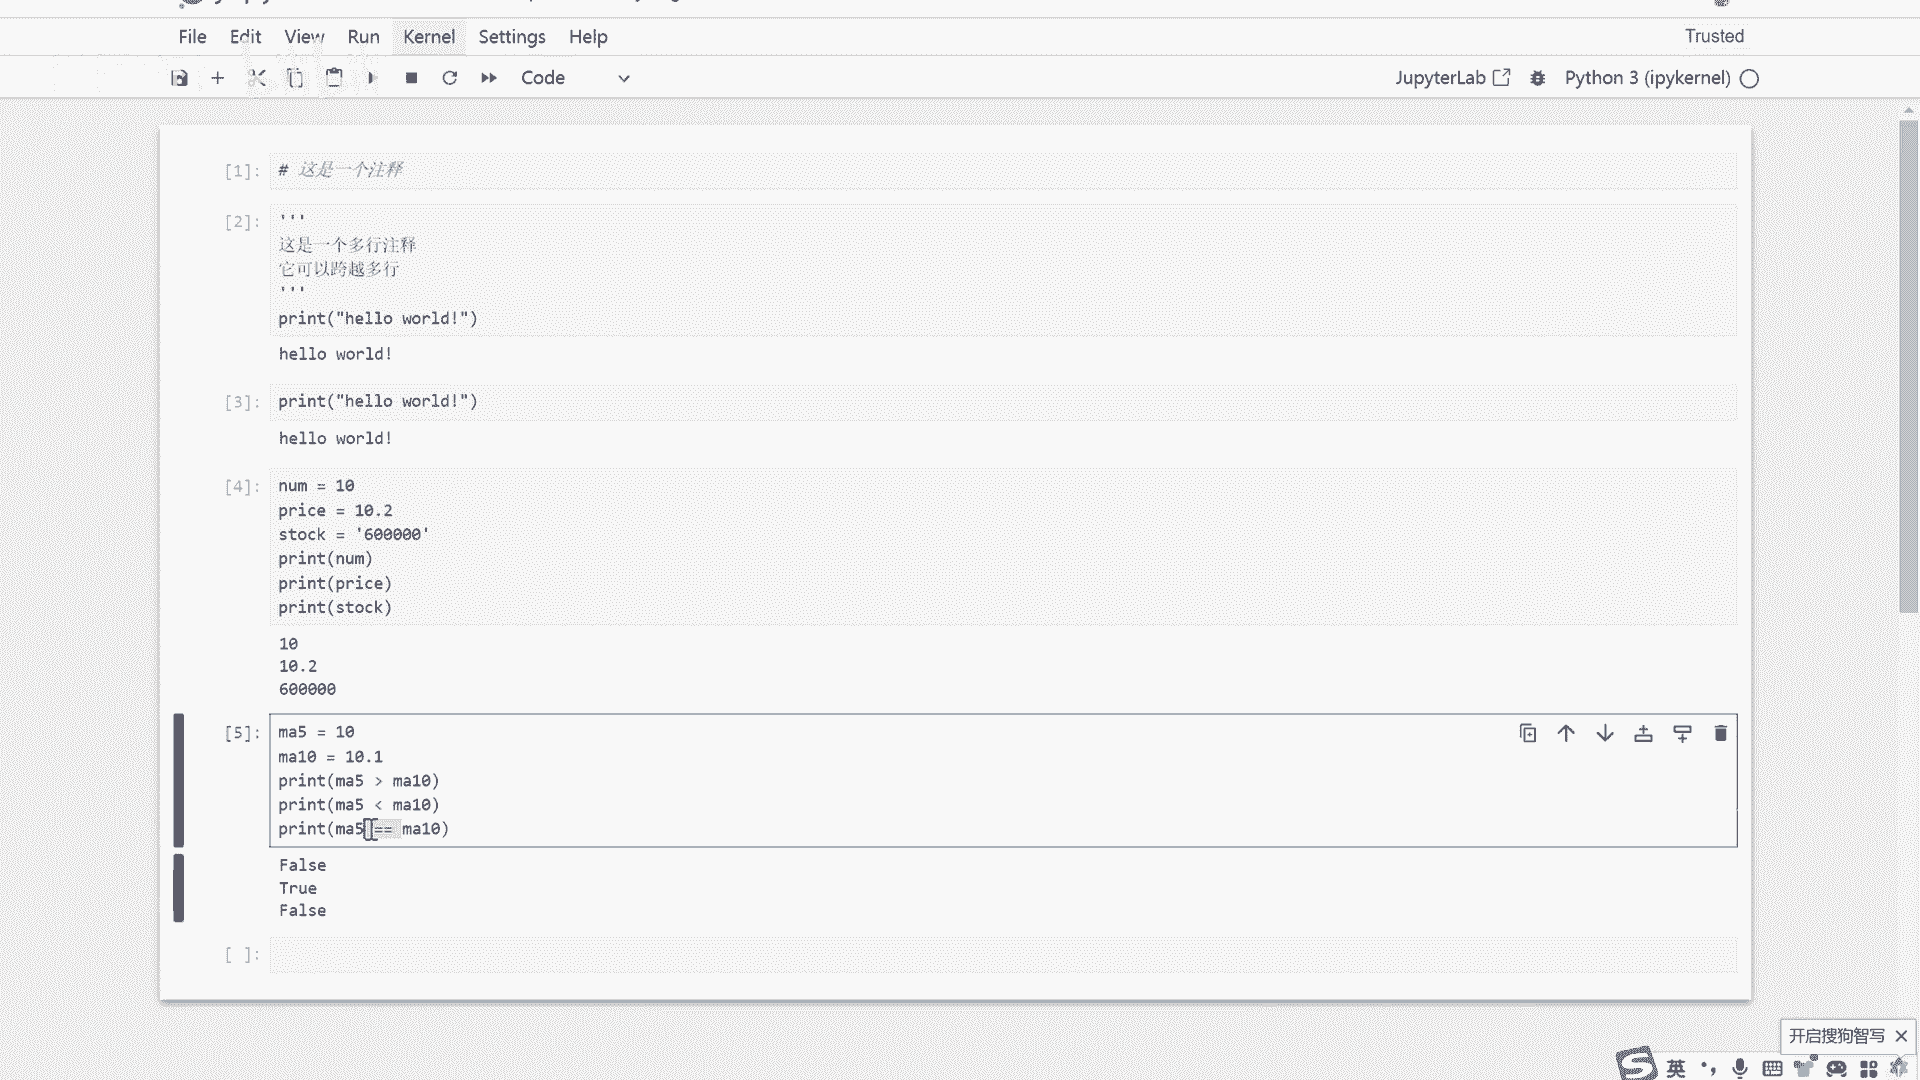 File Edit View Run Kernel Settings Help Trusted
Code JupyterLab Python 3 (ipykernel)
[1]: # 这是一个注释
[2]: '''
这是一个多行注释
它可以跨越多行
'''
print("hello world!")
hello world!
[3]: print("hello world!")
hello world!
[4]: num = 10
price = 10.2
stock = '600000'
print(num)
print(price)
print(stock)
10
10.2
600000
[5]: ma5 = 10
ma10 = 10.1
print(ma5 > ma10)
print(ma5 < ma10)
print(ma5 == ma10)
False
True
False
[ ]:
开启搜狗智写
英